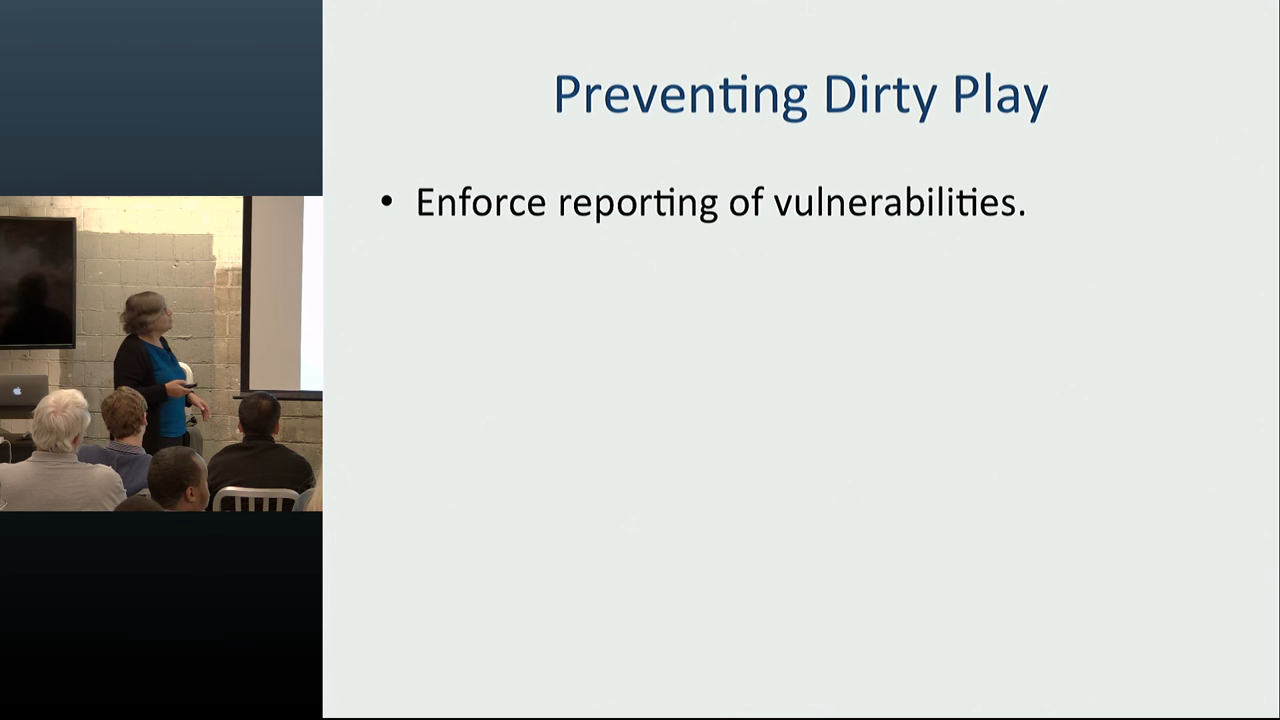 Preventing Dirty Play
• Enforce reporting of vulnerabilities.